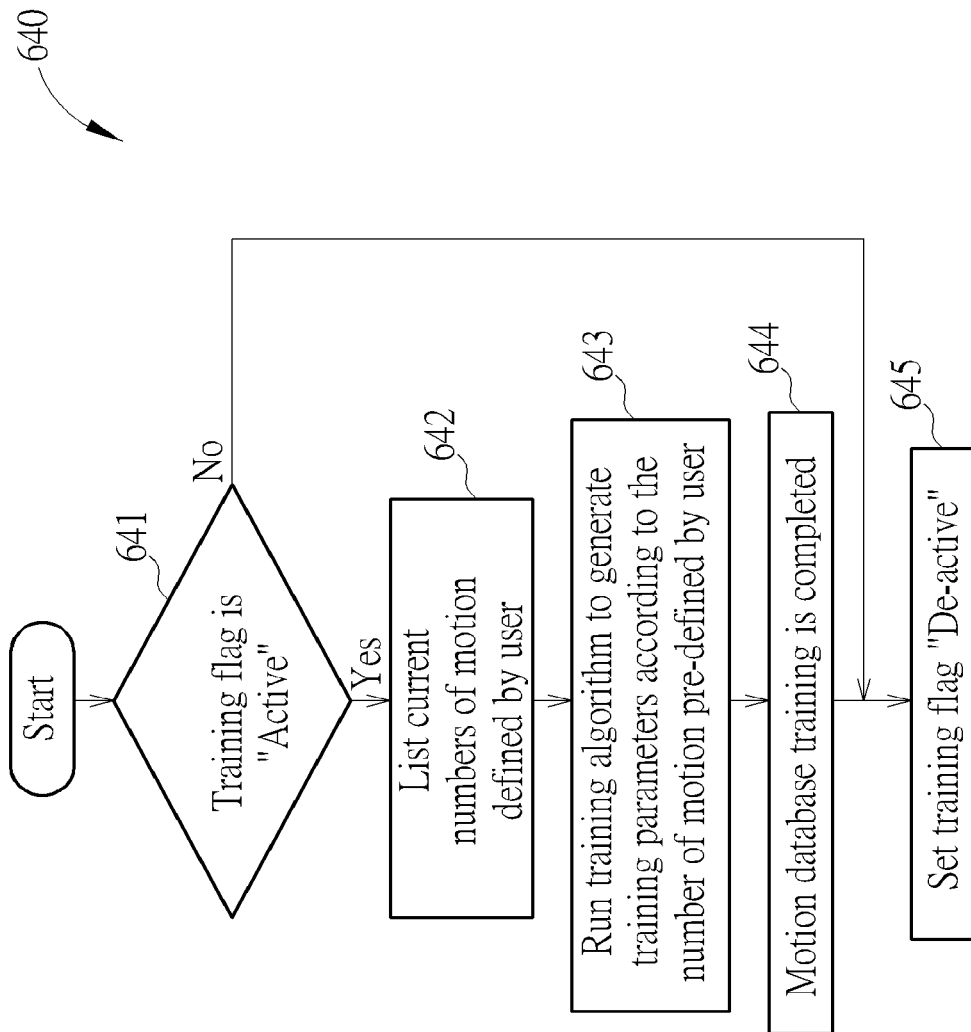 640
Start
641
Training flag is
"Active"
No
Yes
642
List current
numbers of motion
defined by user
643
Run training algorithm to generate
training parameters according to the
number of motion pre-defined by user
644
Motion database training is completed
645
Set training flag "De-active"